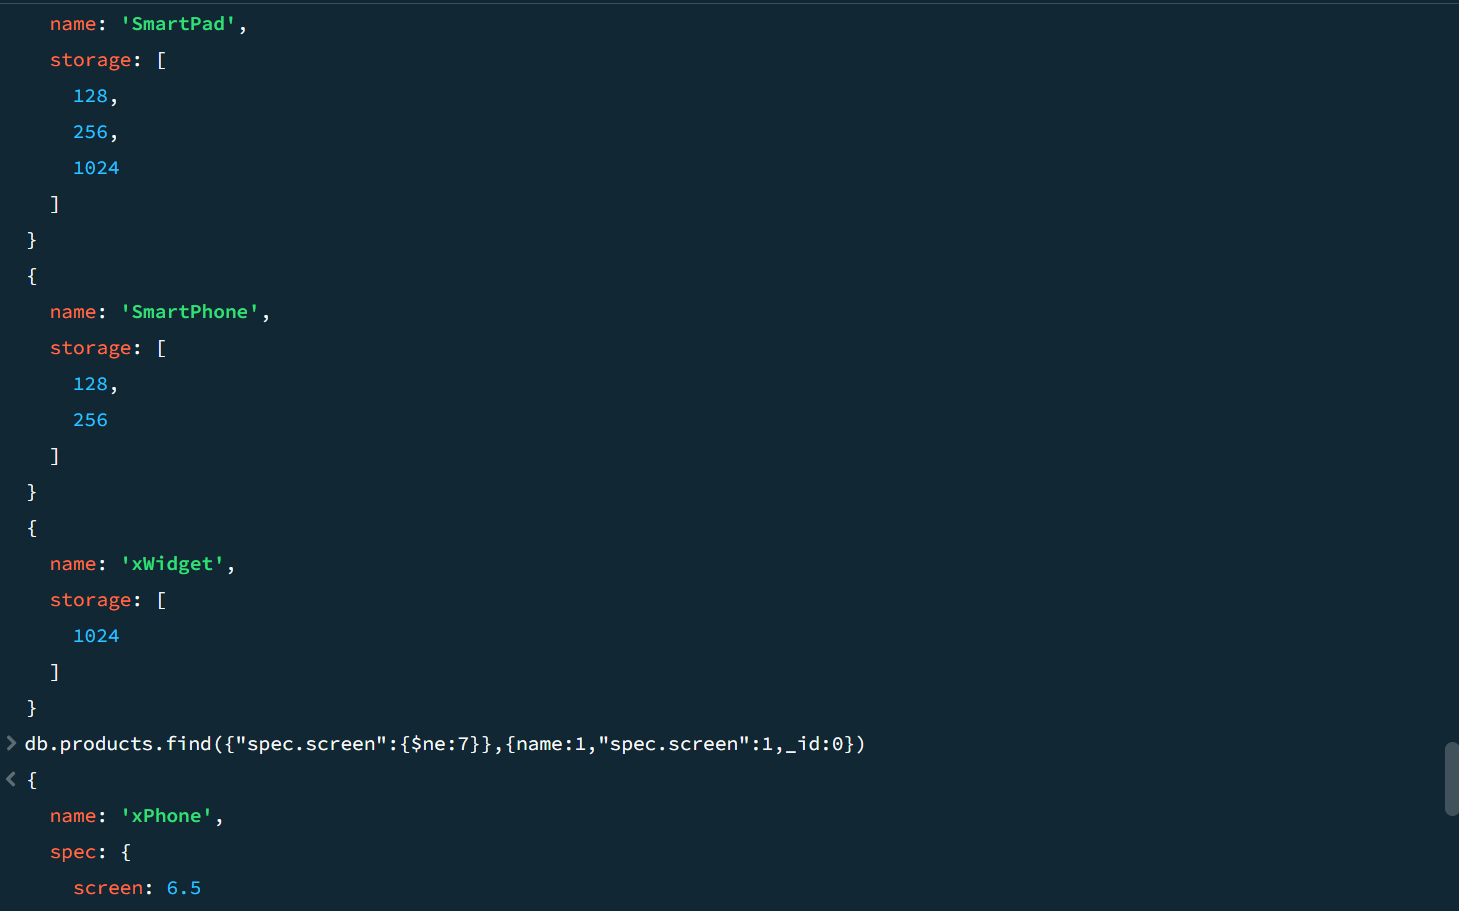 name: 'SmartPad',
storage: [
128,
256,
1024
]
}
{
name: 'SmartPhone',
storage: [
128,
256
]
}
{
name: 'xWidget',
storage: [
1024
]
}
> db.products.find({"spec.screen":{$ne:7}},{name:1,"spec.screen":1,_id:0})
< {
name: 'xPhone',
spec: {
screen: 6.5